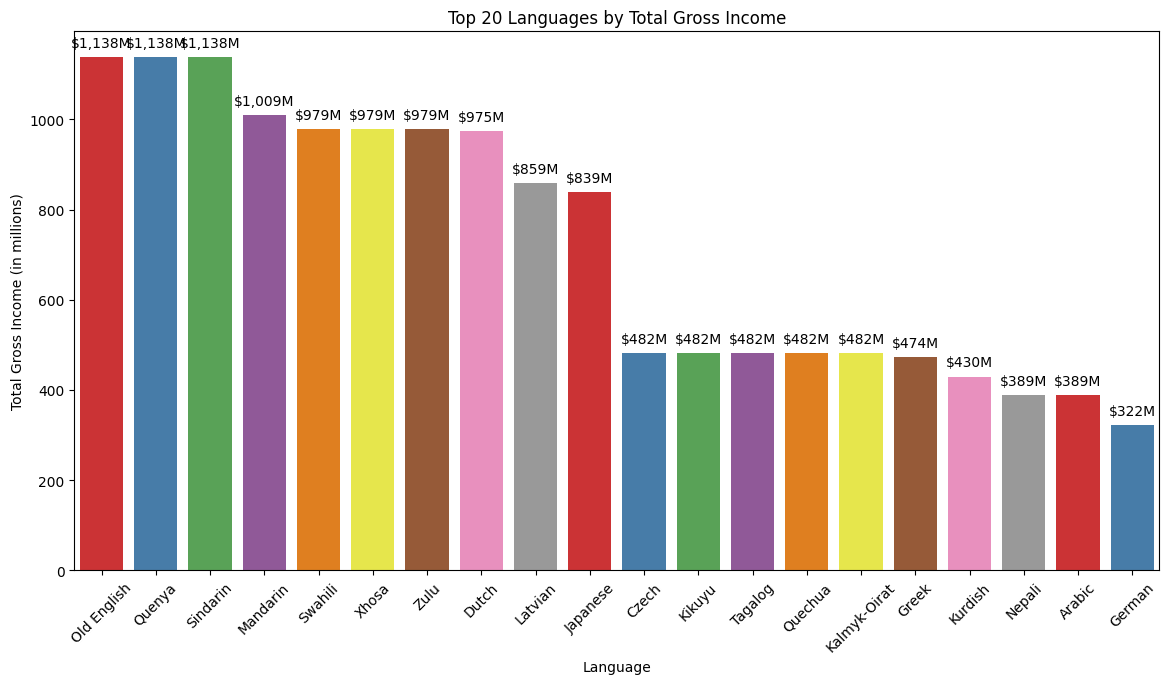 Top 20 Languages by Total Gross Income
$1,138M $1,138M $1,138M
$1,009M
$979M $979M $979M $975M
$859M
$839M
$482M $482M $482M $482M $482M $474M
$430M
$389M $389M
$322M
Total Gross Income (in millions)
1000
800
600
400
200
0
Old English Quenya Sindarin Mandarin Swahili Xhosa Zulu Dutch Latvian Japanese Czech Kikuyu Tagalog Quechua Kalmyk-Oirat Greek Kurdish Nepali Arabic German
Language